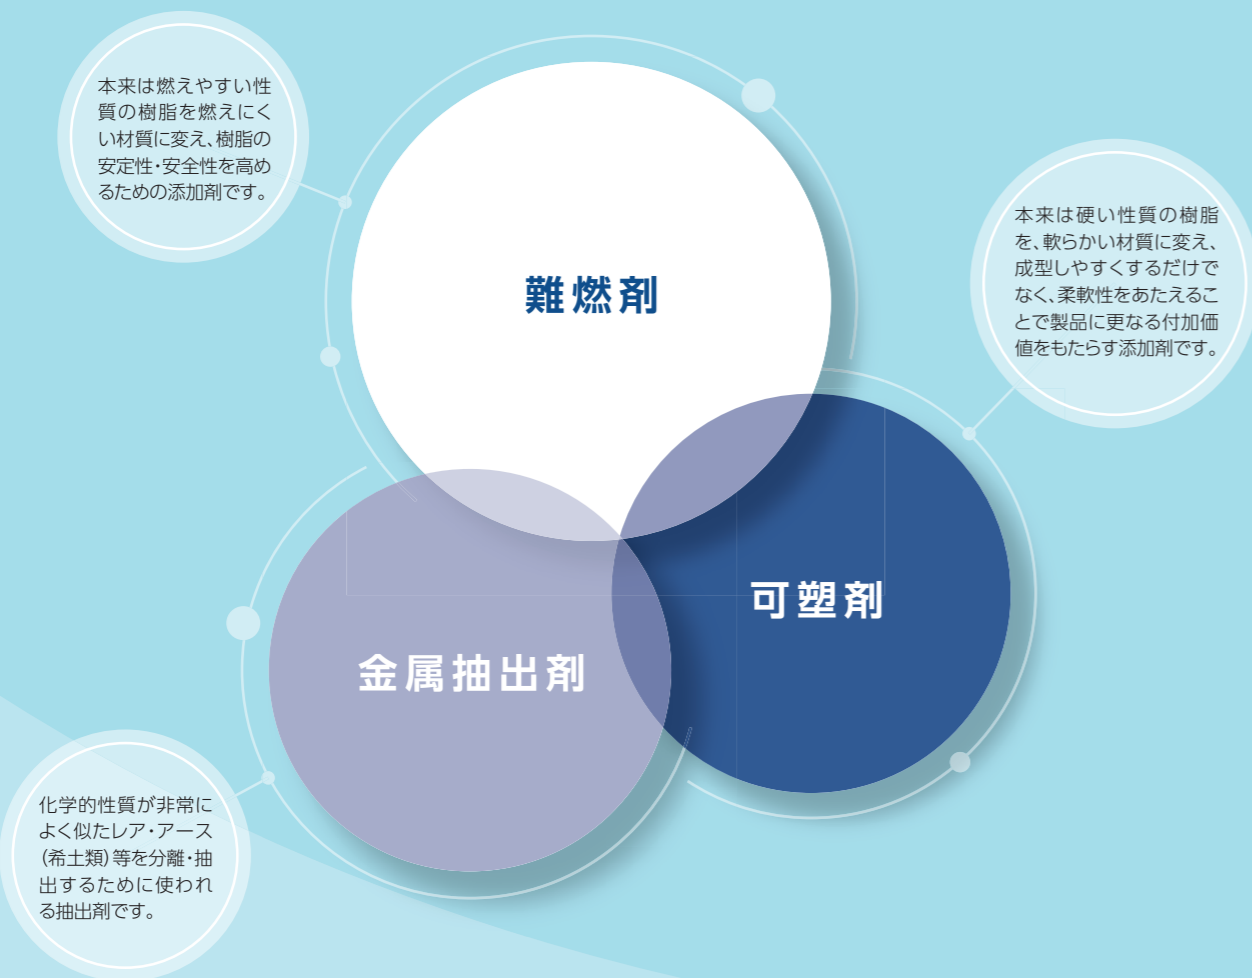 本来は燃えやすい性
質の樹脂を燃えにく
い材質に変え、樹脂の
安定性・安全性を高め
るための添加剤です。
難燃剤
本来は硬い性質の樹脂
を、軟らかい材質に変え、
成型しやすくするだけで
なく、柔軟性をあたえるこ
とで製品に更なる付加価
値をもたらす添加剤です。
可塑剤
金属抽出剤
化学的性質が非常に
よく似たレア・アース
(希土類)等を分離・抽
出するために使われ
る抽出剤です。